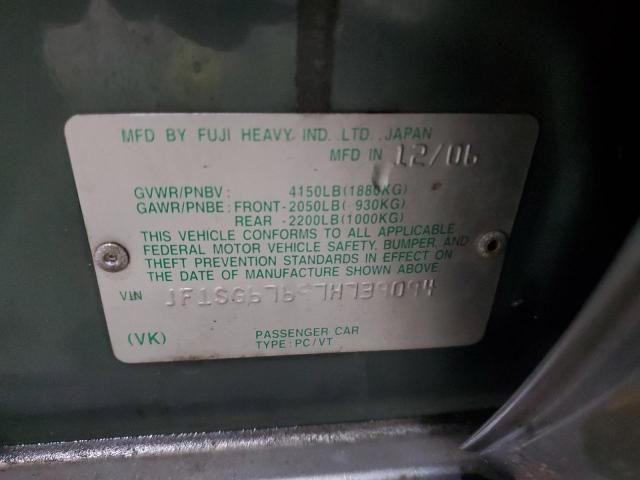 MFD BY FUJI HEAVY IND. LTD. JAPAN
MFD IN 12/06
GVWR/PNBV: 4150LB(1880KG)
GAWR/PNBE: FRONT-2050LB( 930KG)
REAR -2200LB(1000KG)
THIS VEHICLE CONFORMS TO ALL APPLICABLE
FEDERAL MOTOR VEHICLE SAFETY, BUMPER, AND
THEFT PREVENTION STANDARDS IN EFFECT ON
THE DATE OF MANUFACTURE SHOWN ABOVE
VIN
(VK) PASSENGER CAR
TYPE: PC/VT